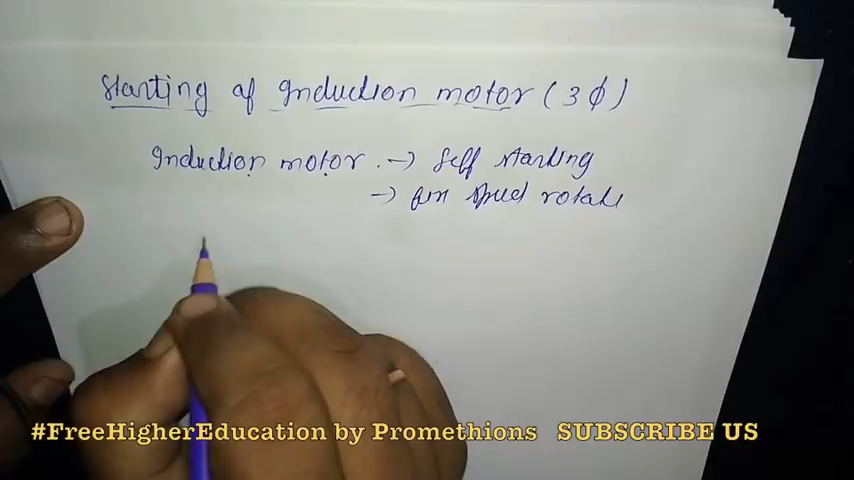 Starting of Induction motor (3ϕ)
Induction motor. → Self starting
→ fix speed rotate
#FreeHigherEducation by Promethions SUBSCRIBE US